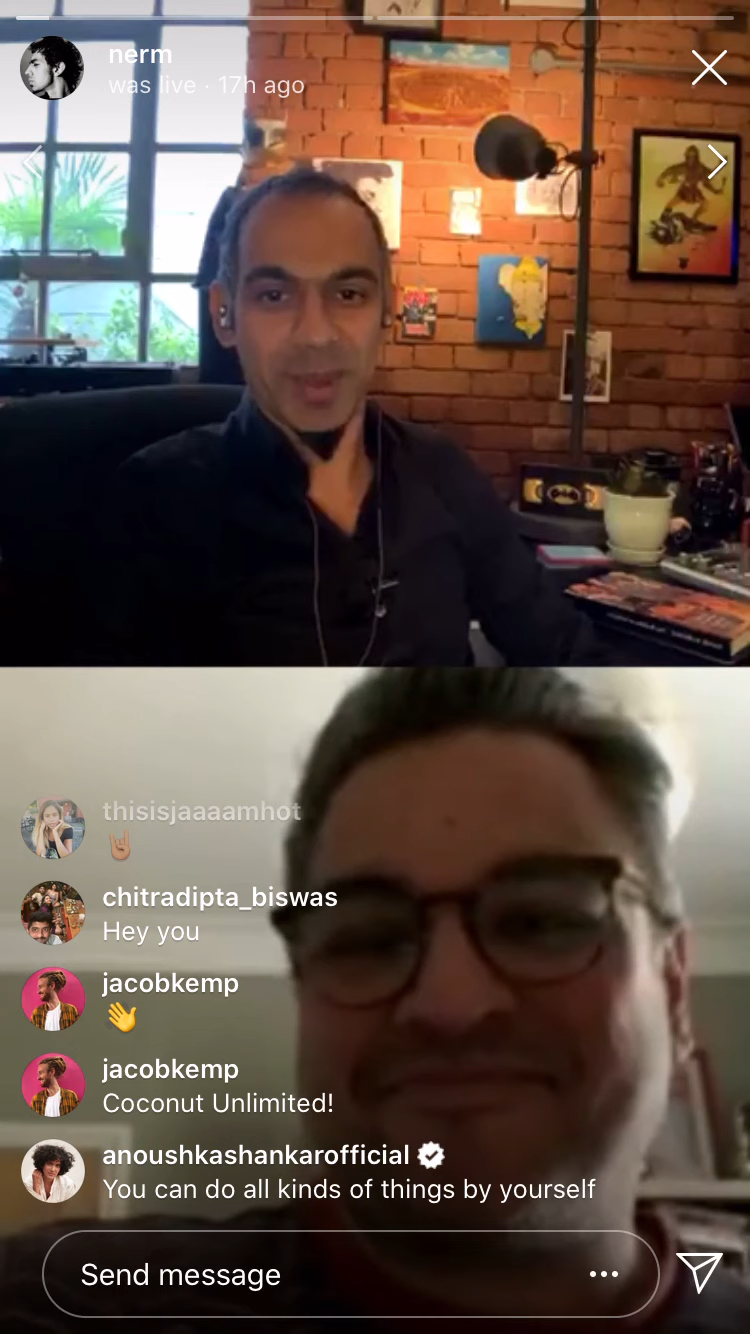 nerm
was live · 17h ago
thisisjaaaamhot
🤘🏽
chitradipta_biswas
Hey you
jacobkemp
👋
jacobkemp
Coconut Unlimited!
anoushkashankarofficial
You can do all kinds of things by yourself
Send message